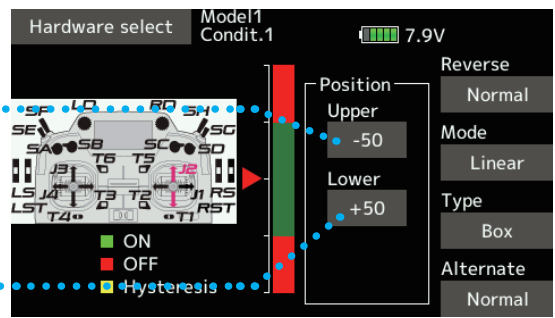 Hardware select
Model1
Condit.1
7.9V
Reverse
Normal
Mode
Linear
Type
Box
Alternate
Normal
Position
Upper
-50
Lower
+50
SF LD RD SH
SE SG
SA SB SC SD
T6 T5
J3 J2
LS J4 T3 T2 J1 RS
LST T4 T1 RST
ON
OFF
Hysteresis